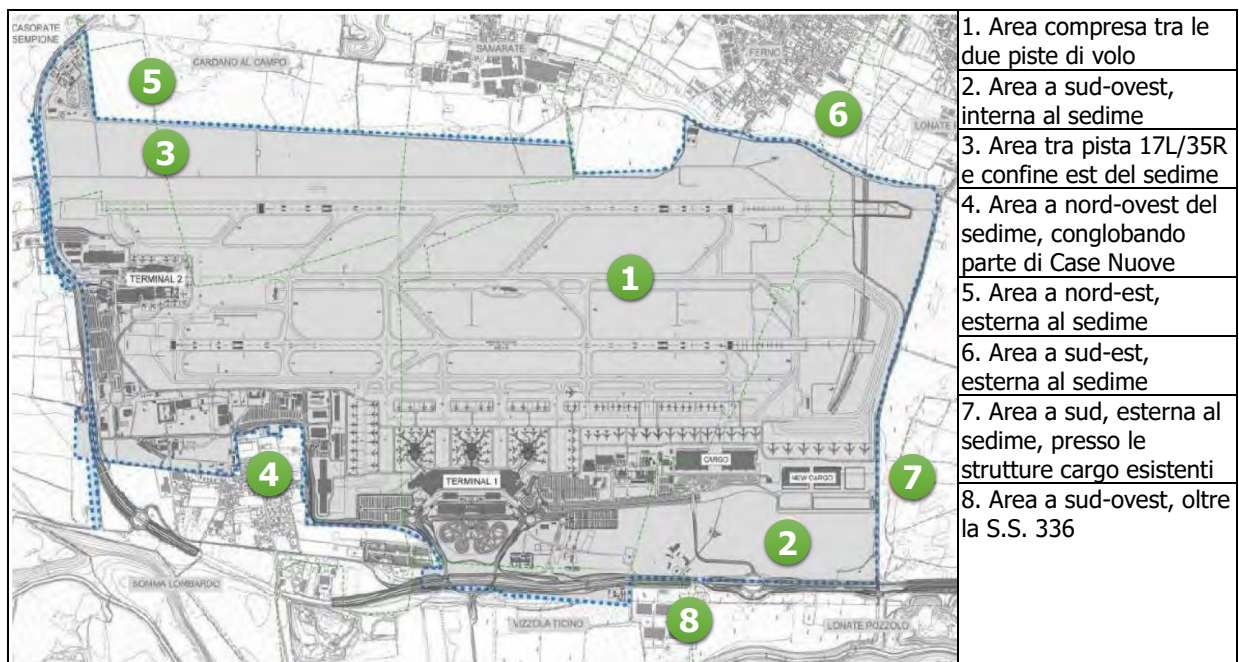 CASORATE
SEMPIONE
CARDANO AL CAMPO
SAMARATE
FERNO
5
6
3
1
TERMINAL 2
4
TERMINAL 1
CARGO
NEW CARGO
7
2
SOMMA LOMBARDO
VIZZOLA TICINO
8
LONATE POZZOLO
1. Area compresa tra le
due piste di volo
2. Area a sud-ovest,
interna al sedime
3. Area tra pista 17L/35R
e confine est del sedime
4. Area a nord-ovest del
sedime, conglobando
parte di Case Nuove
5. Area a nord-est,
esterna al sedime
6. Area a sud-est,
esterna al sedime
7. Area a sud, esterna al
sedime, presso le
strutture cargo esistenti
8. Area a sud-ovest, oltre
la S.S. 336